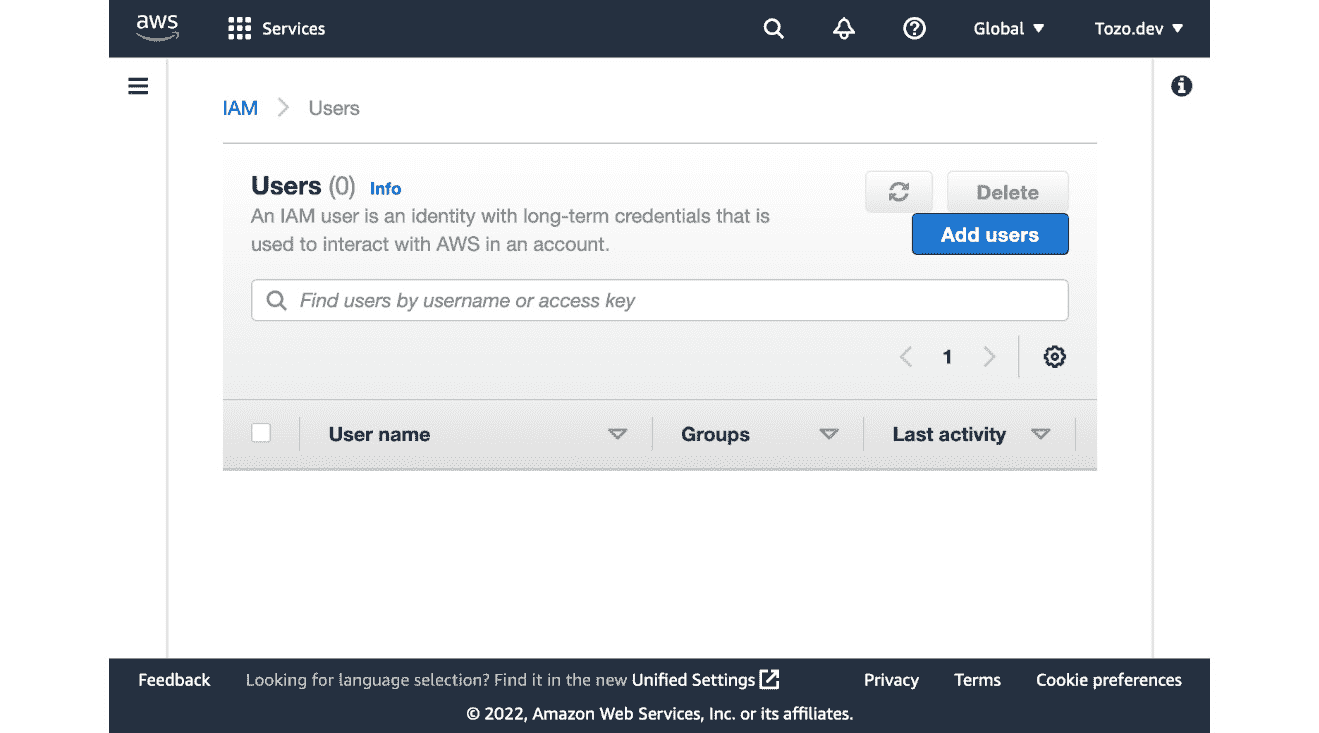 aws Services Global Tozo.dev
IAM Users
Users (0) Info
Delete
An IAM user is an identity with long-term credentials that is
used to interact with AWS in an account.
Add users
Find users by username or access key
1
User name Groups Last activity
Feedback Looking for language selection? Find it in the new Unified Settings Privacy Terms Cookie preferences
© 2022, Amazon Web Services, Inc. or its affiliates.